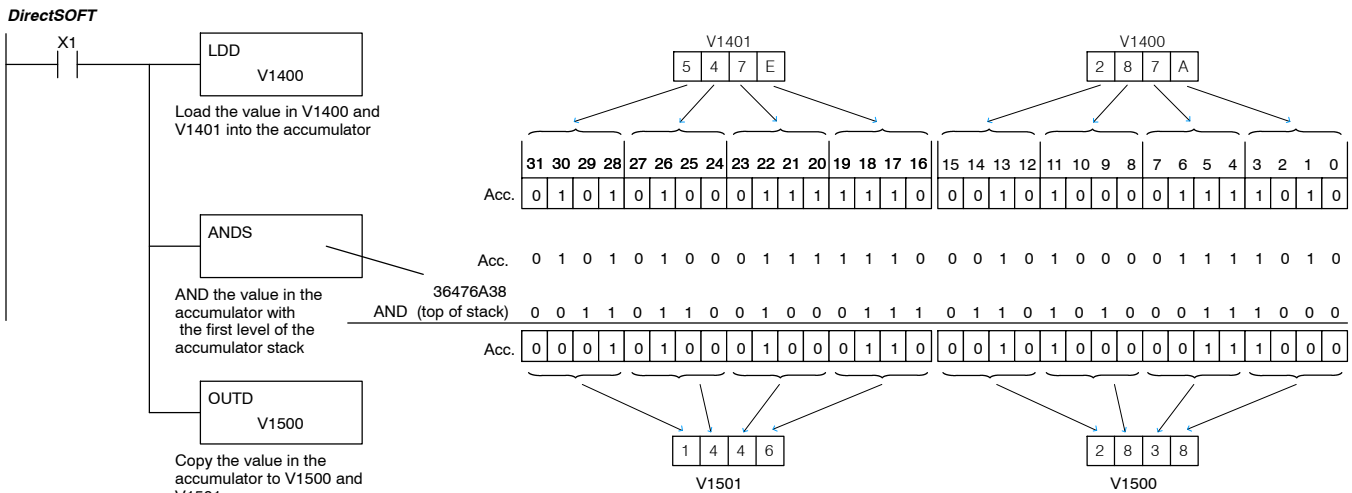 DirectSOFT
X1
LDD
V1400
Load the value in V1400 and
V1401 into the accumulator
ANDS
AND the value in the
accumulator with
the first level of the
accumulator stack
OUTD
V1500
Copy the value in the
accumulator to V1500 and
V1401 V1400
5 4 7 E 2 8 7 A
31 30 29 28 27 26 25 24 23 22 21 20 19 18 17 16 15 14 13 12 11 10 9 8 7 6 5 4 3 2 1 0
Acc. 0 1 0 1 0 1 0 0 0 1 1 1 1 1 1 0 0 0 1 0 1 0 0 0 0 1 1 1 1 0 1 0
Acc. 0 1 0 1 0 1 0 0 0 1 1 1 1 1 1 0 0 0 1 0 1 0 0 0 0 1 1 1 1 0 1 0
36476A38
AND (top of stack) 0 0 1 1 0 1 1 0 0 1 0 0 0 1 1 1 0 1 1 0 1 0 1 0 0 0 1 1 1 0 0 0
Acc. 0 0 0 1 0 1 0 0 0 1 0 0 0 1 1 0 0 0 1 0 1 0 0 0 0 0 1 1 1 0 0 0
1 4 4 6 2 8 3 8
V1501 V1500